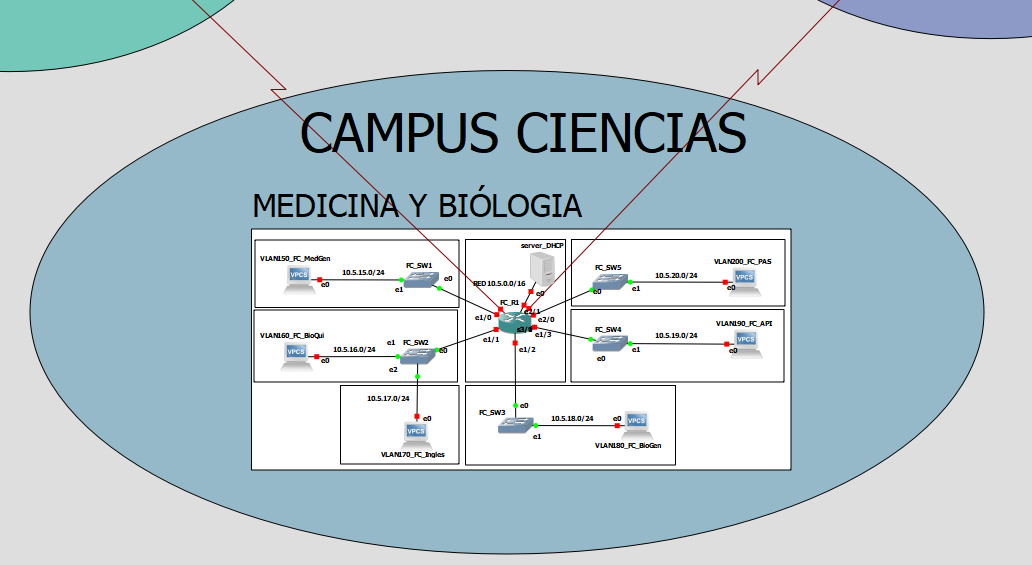 CAMPUS CIENCIAS
MEDICINA Y BIÓLOGIA
VLAN150_FC_MedGen
VPCS
e0
10.5.15.0/24
e1
FC_SW1
e0
server_DHCP
RED 10.5.0.0/16
e0
FC_R1
e1/0
e1/1
e1/2
e1/3
e2/0
FC_SW5
e0
e1
10.5.20.0/24
VLAN200_FC_PAS
VPCS
e0
VLAN160_FC_BioQui
VPCS
e0
10.5.16.0/24
e1
FC_SW2
e0
e2
FC_SW4
e0
e1
10.5.19.0/24
VLAN190_FC_API
VPCS
e0
10.5.17.0/24
e0
VPCS
VLAN170_FC_Ingles
FC_SW3
e0
e1
10.5.18.0/24
e0
VPCS
VLAN180_FC_BioGen